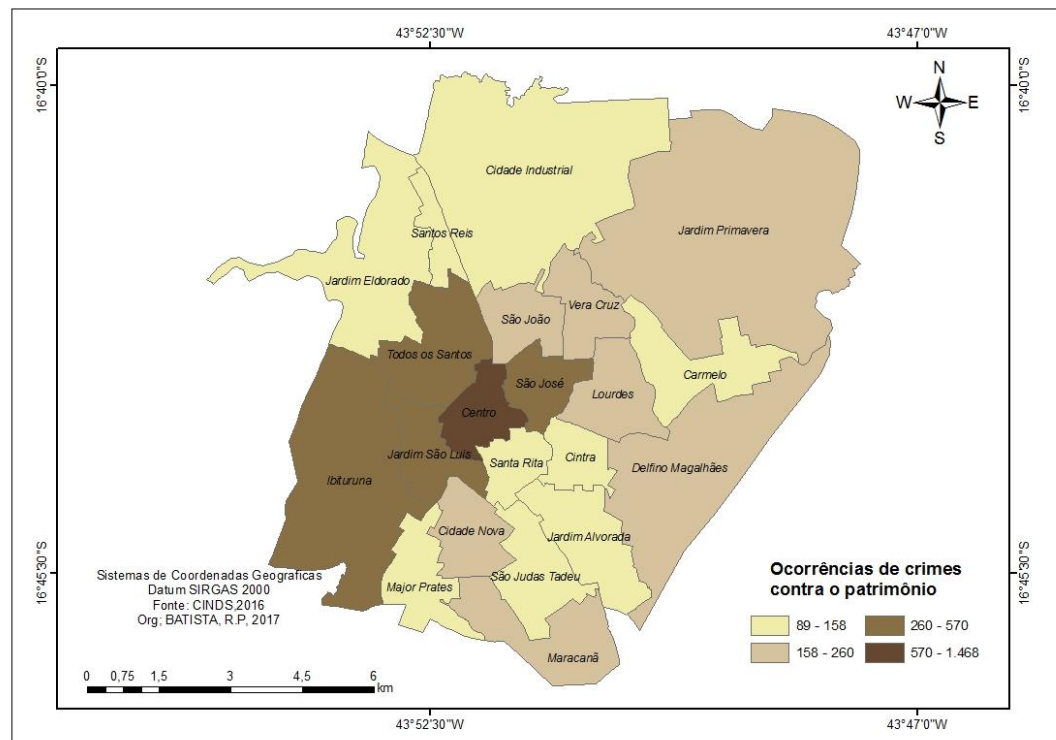 43°52'30"W
43°47'0"W
16°40'0"S
16°40'0"S
N
W
E
S
Cidade Industrial
Jardim Primavera
Santos Reis
Jardim Eldorado
Vera Cruz
São João
Todos os Santos
Carmelo
São José
Lourdes
Centro
Jardim São Luis
Santa Rita
Cintra
Delfino Magalhães
Ibituruna
Cidade Nova
Jardim Alvorada
São Judas Tadeu
Major Prates
Maracanã
16°45'30"S
16°45'30"S
Sistemas de Coordenadas Geograficas
Datum SIRGAS 2000
Fonte: CINDS,2016
Org; BATISTA, R.P, 2017
Ocorrências de crimes
contra o patrimônio
89 - 158
260 - 570
158 - 260
570 - 1.468
0 0,75 1,5 3 4,5 6
km
43°52'30"W
43°47'0"W